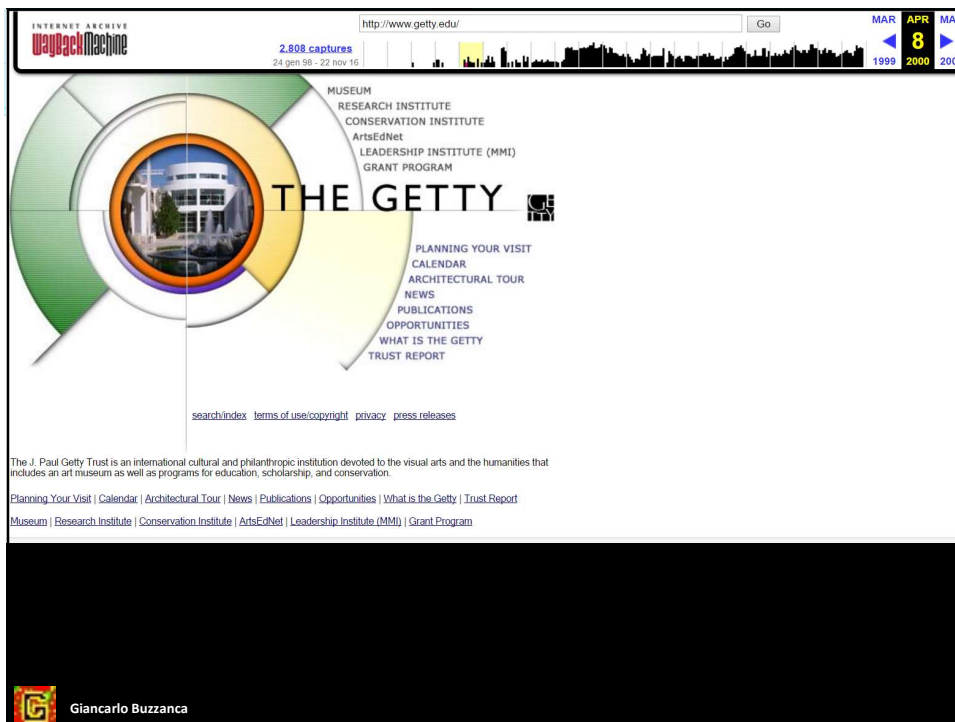 INTERNET ARCHIVE
WayBackMachine
http://www.getty.edu/
Go
2.808 captures
24 gen 98 - 22 nov 16
MAR APR MA
8
1999 2000 200
MUSEUM
RESEARCH INSTITUTE
CONSERVATION INSTITUTE
ArtsEdNet
LEADERSHIP INSTITUTE (MMI)
GRANT PROGRAM
THE GETTY
GE
TTY
PLANNING YOUR VISIT
CALENDAR
ARCHITECTURAL TOUR
NEWS
PUBLICATIONS
OPPORTUNITIES
WHAT IS THE GETTY
TRUST REPORT
search/index terms of use/copyright privacy press releases
The J. Paul Getty Trust is an international cultural and philanthropic institution devoted to the visual arts and the humanities that
includes an art museum as well as programs for education, scholarship, and conservation.
Planning Your Visit | Calendar | Architectural Tour | News | Publications | Opportunities | What is the Getty | Trust Report
Museum | Research Institute | Conservation Institute | ArtsEdNet | Leadership Institute (MMI) | Grant Program
G
Giancarlo Buzzanca